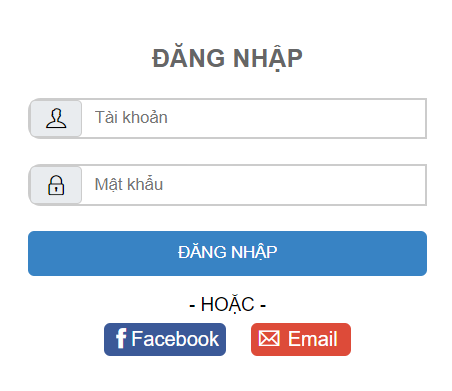 ĐĂNG NHẬP
Tài khoản
Mật khẩu
ĐĂNG NHẬP
- HOẶC -
Facebook Email